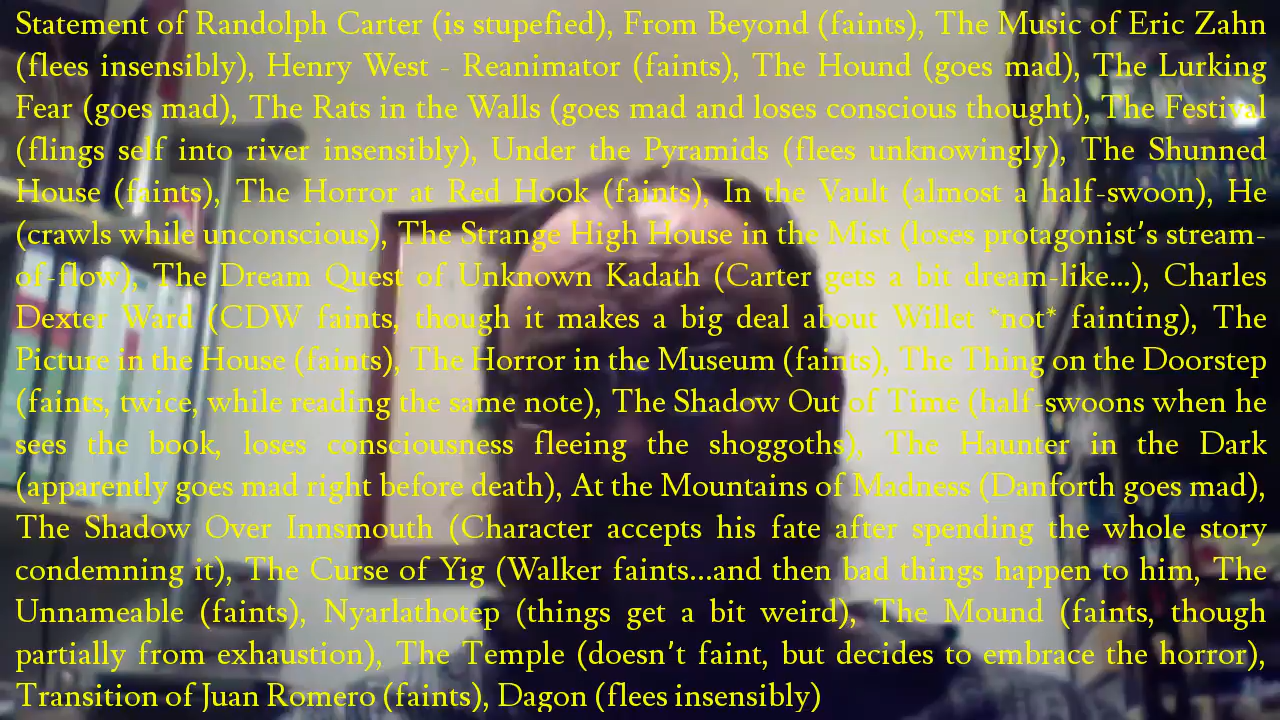 Statement of Randolph Carter (is stupefied), From Beyond (faints), The Music of Eric Zahn
(flees insensibly), Henry West - Reanimator (faints), The Hound (goes mad), The Lurking
Fear (goes mad), The Rats in the Walls (goes mad and loses conscious thought), The Festival
(flings self into river insensibly), Under the Pyramids (flees unknowingly), The Shunned
House (faints), The Horror at Red Hook (faints), In the Vault (almost a half-swoon), He
(crawls while unconscious), The Strange High House in the Mist (loses protagonist's stream-
of-flow), The Dream Quest of Unknown Kadath (Carter gets a bit dream-like...), Charles
Dexter Ward (CDW faints, though it makes a big deal about Willet *not* fainting), The
Picture in the House (faints), The Horror in the Museum (faints), The Thing on the Doorstep
(faints, twice, while reading the same note), The Shadow Out of Time (half-swoons when he
sees the book, loses consciousness fleeing the shoggoths), The Haunter in the Dark
(apparently goes mad right before death), At the Mountains of Madness (Danforth goes mad),
The Shadow Over Innsmouth (Character accepts his fate after spending the whole story
condemning it), The Curse of Yig (Walker faints...and then bad things happen to him, The
Unnameable (faints), Nyarlathotep (things get a bit weird), The Mound (faints, though
partially from exhaustion), The Temple (doesn't faint, but decides to embrace the horror),
Transition of Juan Romero (faints), Dagon (flees insensibly)